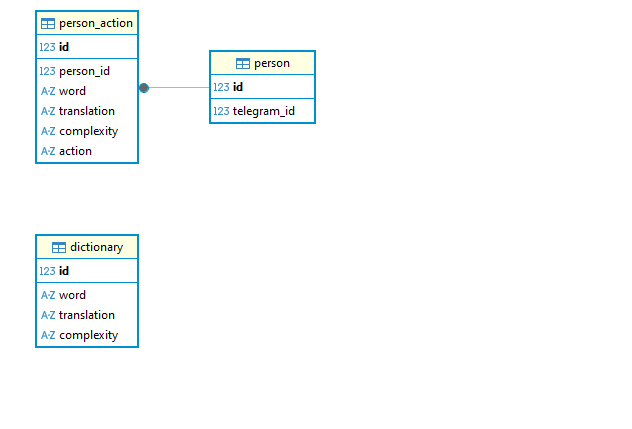 person_action
123 id
123 person_id
A-Z word
A-Z translation
A-Z complexity
A-Z action
person
123 id
123 telegram_id
dictionary
123 id
A-Z word
A-Z translation
A-Z complexity